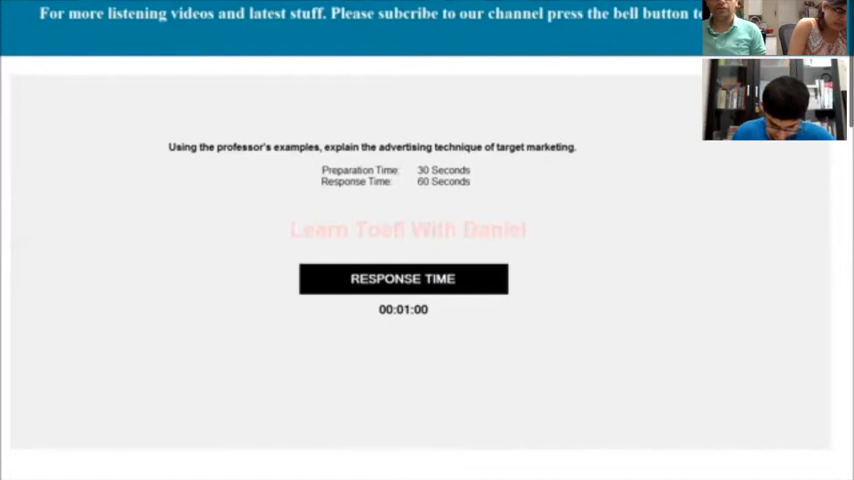 For more listening videos and latest stuff. Please subcribe to our channel press the bell button to
Using the professor's examples, explain the advertising technique of target marketing.
Preparation Time: 30 Seconds
Response Time: 60 Seconds
Learn Toefl With Daniel
RESPONSE TIME
00:01:00